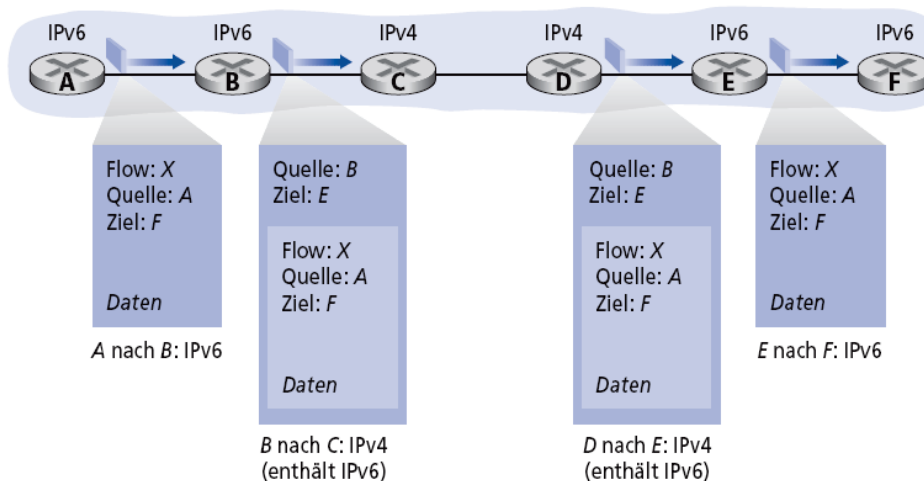 IPv6
IPv6
IPv4
IPv4
IPv6
IPv6
A
B
C
D
E
F
Flow: X
Quelle: A
Ziel: F
Daten
A nach B: IPv6
Quelle: B
Ziel: E
Flow: X
Quelle: A
Ziel: F
Daten
B nach C: IPv4
(enthält IPv6)
Quelle: B
Ziel: E
Flow: X
Quelle: A
Ziel: F
Daten
D nach E: IPv4
(enthält IPv6)
Flow: X
Quelle: A
Ziel: F
Daten
E nach F: IPv6